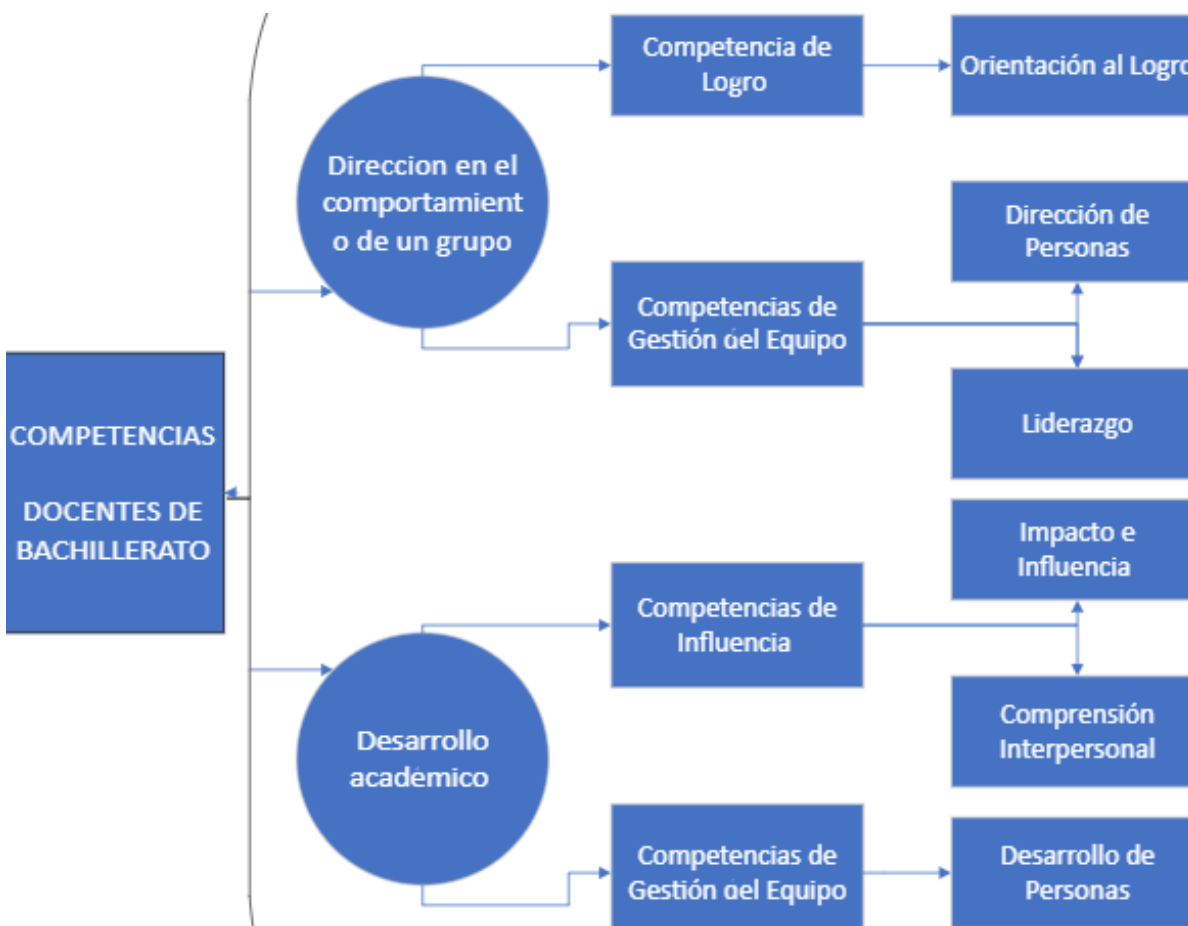 Competencia de
Logro
Orientación al Logro
Direccion en el
comportamient
o de un grupo
Dirección de
Personas
Competencias de
Gestión del Equipo
Liderazgo
COMPETENCIAS
DOCENTES DE
BACHILLERATO
Impacto e
Influencia
Competencias de
Influencia
Comprensión
Interpersonal
Desarrollo
académico
Competencias de
Gestión del Equipo
Desarrollo de
Personas